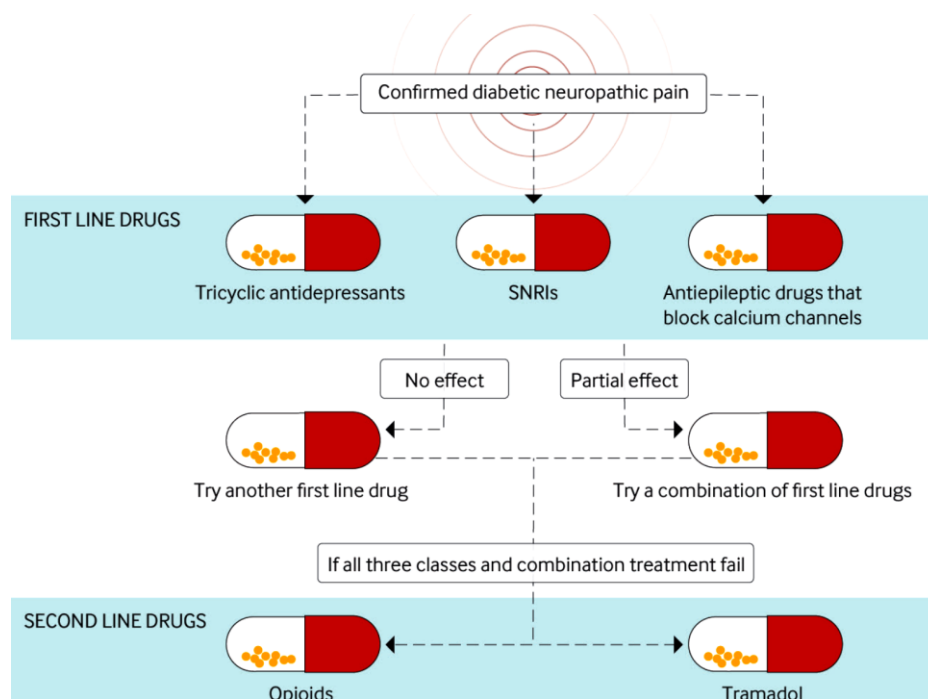 Confirmed diabetic neuropathic pain
FIRST LINE DRUGS
Tricyclic antidepressants
SNRIs
Antiepileptic drugs that
block calcium channels
No effect
Partial effect
Try another first line drug
Try a combination of first line drugs
If all three classes and combination treatment fail
SECOND LINE DRUGS
Opioids
Tramadol